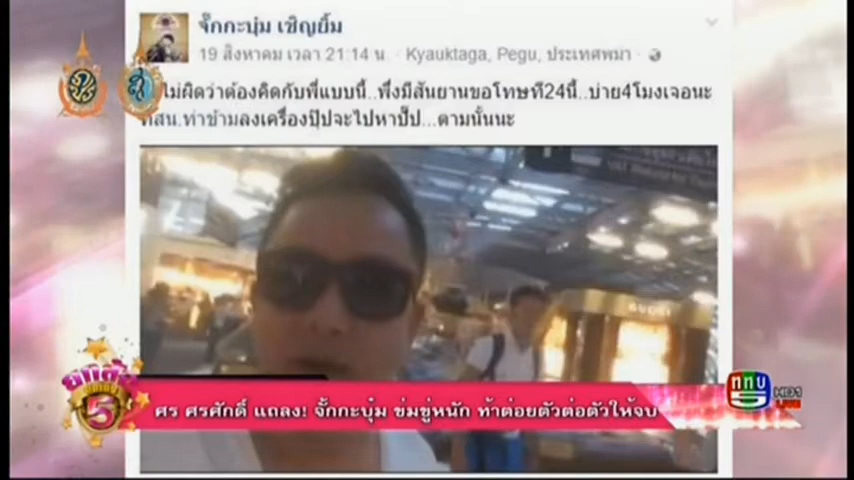 จั๊กกะบุ๋ม เชิญยิ้ม
19 สิงหาคม เวลา 21:14 น. · Kyauktaga, Pegu, ประเทศพม่า
ไม่ผิดว่าต้องคิดกับพี่แบบนี้..พึ่งมีสันยานขอโทษที่24นี้..บ่าย4โมงเจอนะ
ที่สน.ท่าข้ามลงเครื่องปุ๊ปจะไปหาปั๊ป...ตามนั้นนะ
GUCCI
5
ศร ศรศักดิ์ แถลง! จั๊กกะบุ๋ม ข่มขู่หนัก ท้าต่อยตัวต่อตัวให้จบ
ททบ
5
HD1
LIVE